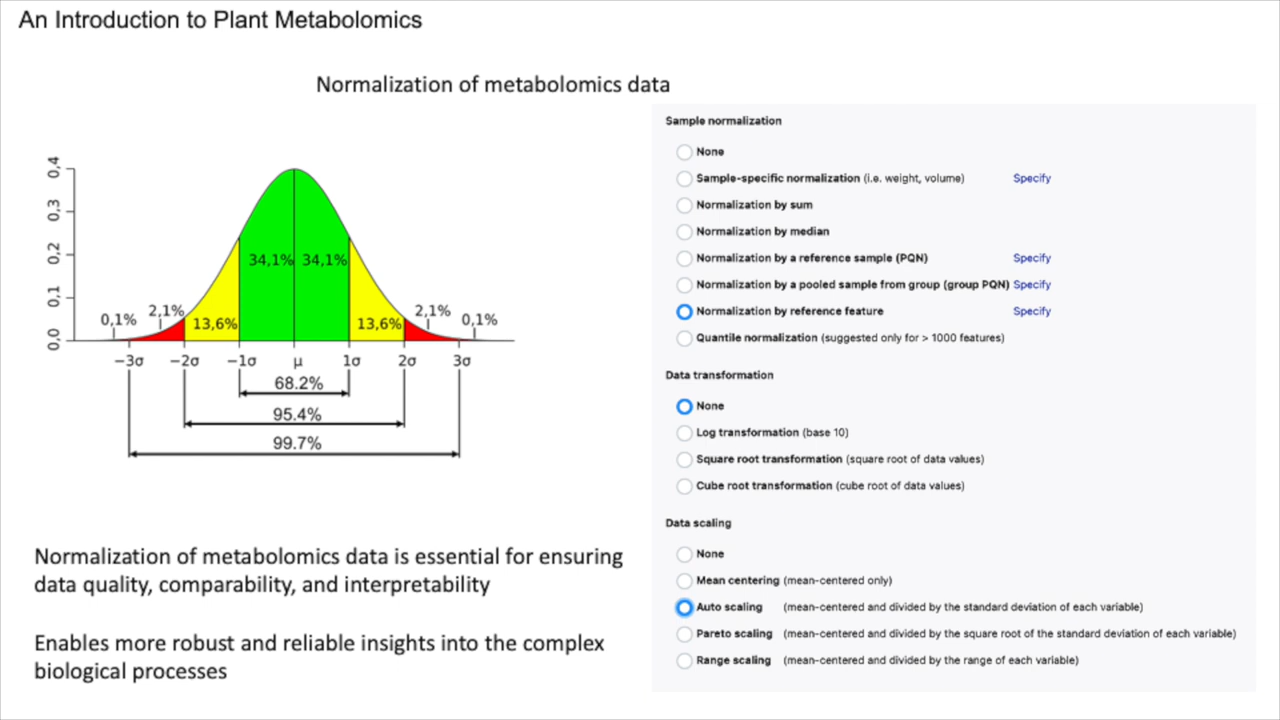 An Introduction to Plant Metabolomics
Normalization of metabolomics data
0,4
0,3
0,2
0,1
0.0
0,1%
2,1%
13,6%
34,1%
34,1%
13,6%
2,1%
0,1%
−3σ −2σ −1σ μ 1σ 2σ 3σ
68.2%
95.4%
99.7%
Normalization of metabolomics data is essential for ensuring
data quality, comparability, and interpretability
Enables more robust and reliable insights into the complex
biological processes
Sample normalization
None
Sample-specific normalization (i.e. weight, volume) Specify
Normalization by sum
Normalization by median
Normalization by a reference sample (PQN) Specify
Normalization by a pooled sample from group (group PQN) Specify
Normalization by reference feature Specify
Quantile normalization (suggested only for > 1000 features)
Data transformation
None
Log transformation (base 10)
Square root transformation (square root of data values)
Cube root transformation (cube root of data values)
Data scaling
None
Mean centering (mean-centered only)
Auto scaling (mean-centered and divided by the standard deviation of each variable)
Pareto scaling (mean-centered and divided by the square root of the standard deviation of each variable)
Range scaling (mean-centered and divided by the range of each variable)